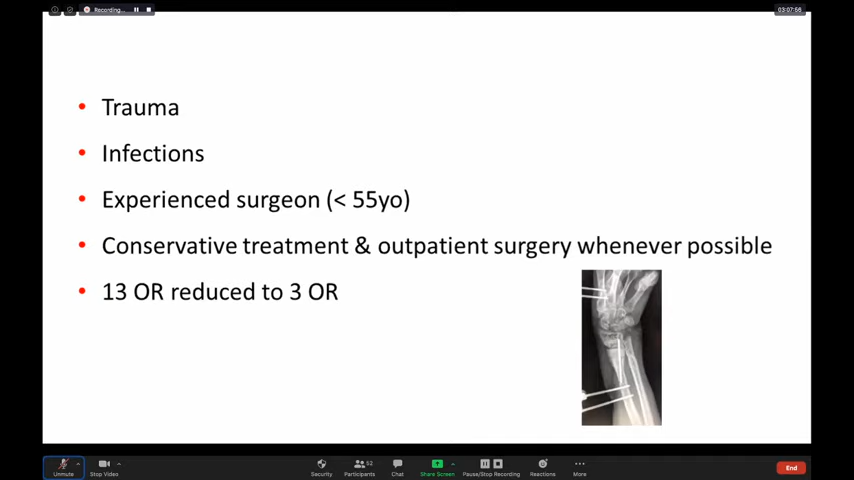 Recording...
03:07:56
Trauma
Infections
Experienced surgeon (< 55yo)
Conservative treatment & outpatient surgery whenever possible
13 OR reduced to 3 OR
Unmute
Stop Video
Security
Participants
52
Chat
Share Screen
Pause/Stop Recording
Reactions
More
End